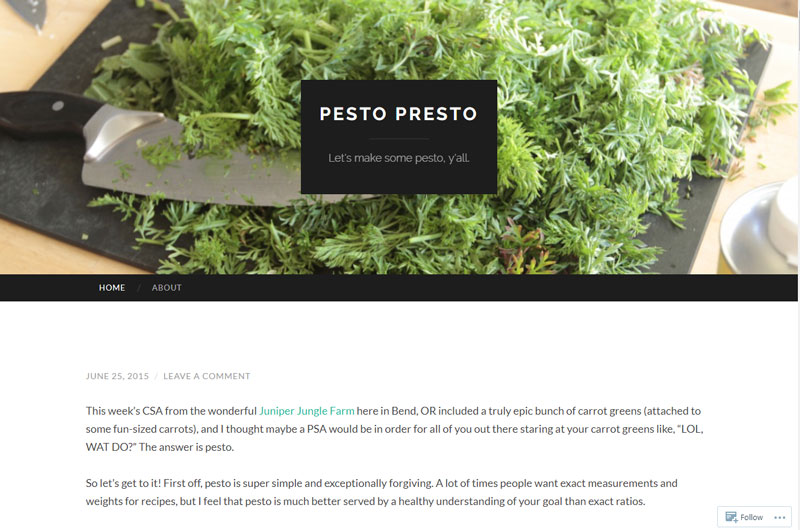 PESTO PRESTO
Let's make some pesto, y'all.
HOME / ABOUT
JUNE 25, 2015 / LEAVE A COMMENT
This week's CSA from the wonderful Juniper Jungle Farm here in Bend, OR included a truly epic bunch of carrot greens (attached to
some fun-sized carrots), and I thought maybe a PSA would be in order for all of you out there staring at your carrot greens like, “LOL,
WAT DO?” The answer is pesto.
So let's get to it! First off, pesto is super simple and exceptionally forgiving. A lot of times people want exact measurements and
weights for recipes, but I feel that pesto is much better served by a healthy understanding of your goal than exact ratios.
Follow